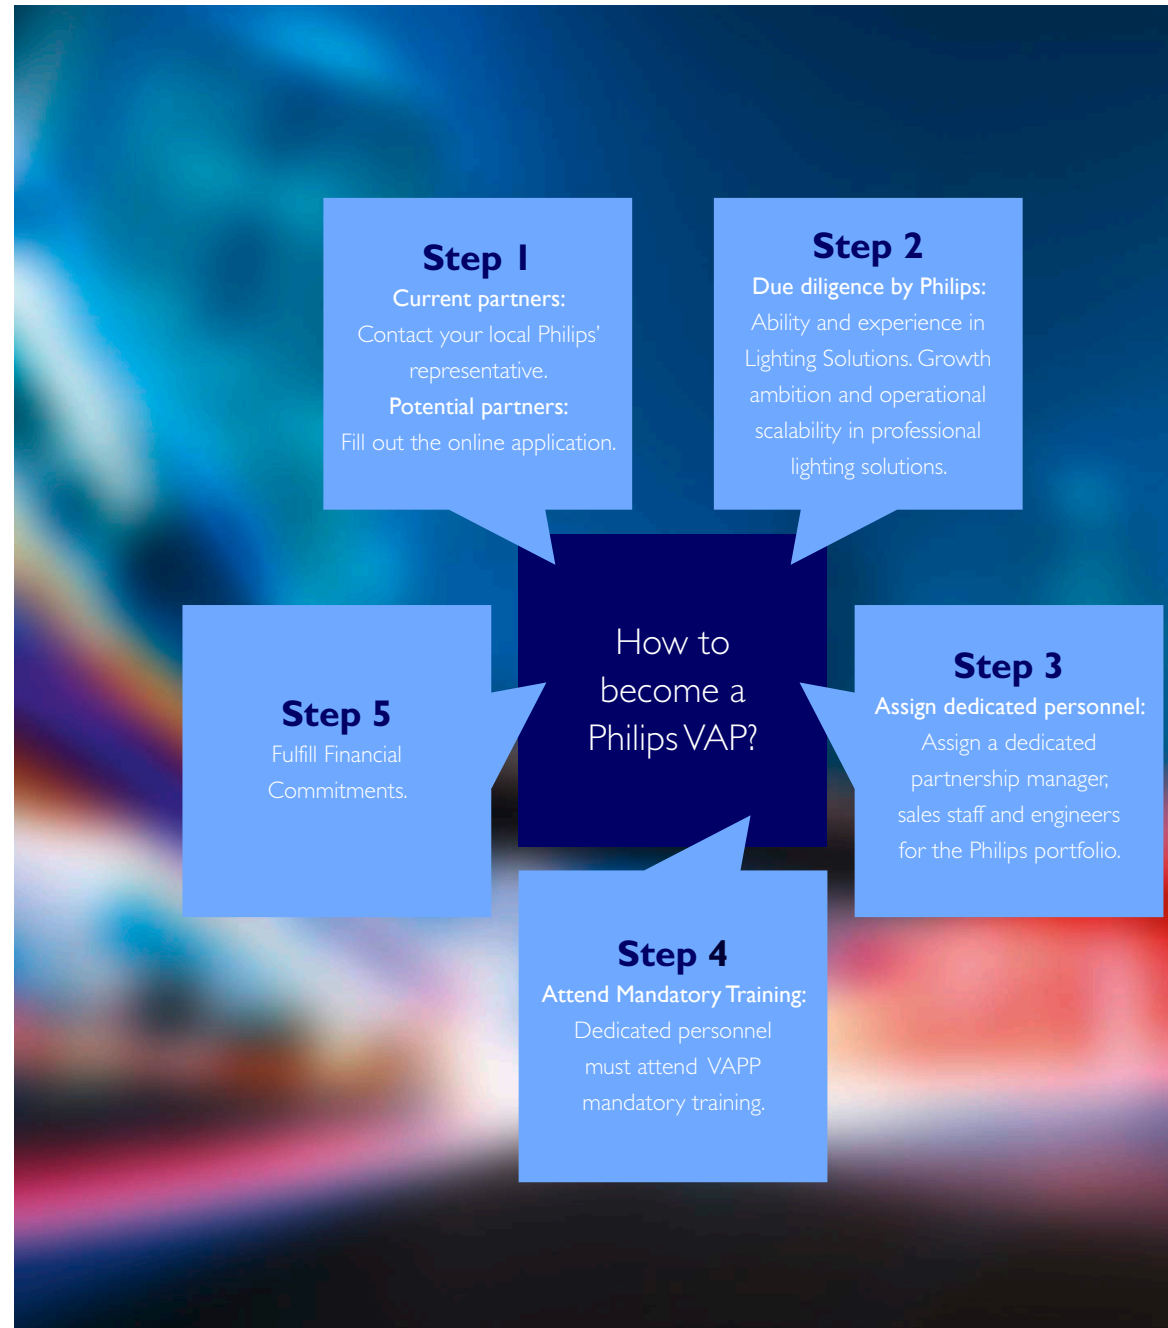 Step 1
Current partners:
Contact your local Philips’
representative.
Potential partners:
Fill out the online application.
Step 2
Due diligence by Philips:
Ability and experience in
Lighting Solutions. Growth
ambition and operational
scalability in professional
lighting solutions.
How to
become a
Philips VAP?
Step 3
Assign dedicated personnel:
Assign a dedicated
partnership manager,
sales staff and engineers
for the Philips portfolio.
Step 4
Attend Mandatory Training:
Dedicated personnel
must attend VAPP
mandatory training.
Step 5
Fulfill Financial
Commitments.